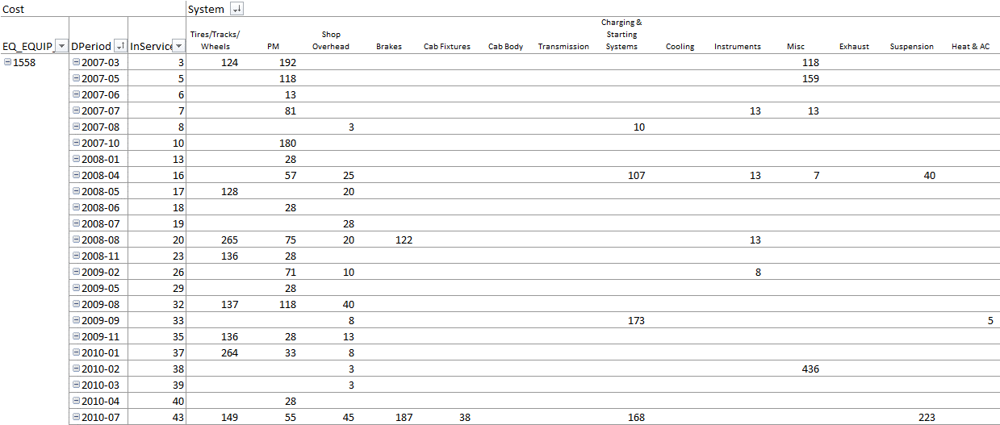 Cost System
EQ_EQUIP_ DPeriod InService Tires/Tracks/ Wheels PM Shop Overhead Brakes Cab Fixtures Cab Body Transmission Charging & Starting Systems Cooling Instruments Misc Exhaust Suspension Heat & AC
1558 2007-03 3 124 192 118
2007-05 5 118 159
2007-06 6 13
2007-07 7 81 13 13
2007-08 8 3 10
2007-10 10 180
2008-01 13 28
2008-04 16 57 25 107 13 7 40
2008-05 17 128 20
2008-06 18 28
2008-07 19 28
2008-08 20 265 75 20 122 13
2008-11 23 136 28
2009-02 26 71 10 8
2009-05 29 28
2009-08 32 137 118 40
2009-09 33 8 173 5
2009-11 35 136 28 13
2010-01 37 264 33 8
2010-02 38 3 436
2010-03 39 3
2010-04 40 28
2010-07 43 149 55 45 187 38 168 223